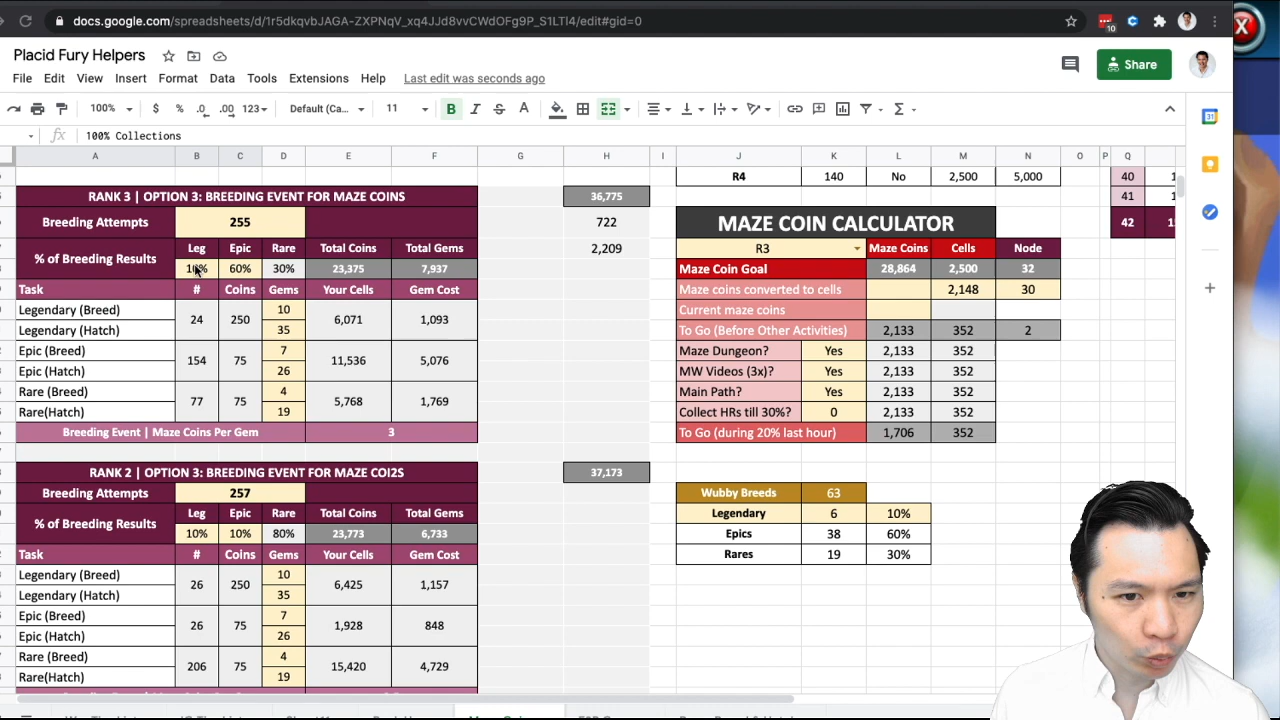 docs.google.com/spreadsheets/d/1r5dkqvbJAGA-ZXPNqV_xq4JJd8vvCWdOFg9P_S1LTI4/edit#gid=0
10
Placid Fury Helpers
File Edit View Insert Format Data Tools Extensions Help Last edit was seconds ago
Share
100% $ % .0 .00 123 Default (Ca... 11 B I S A
fx 100% Collections
A B C D E F G H I J K L M N O P Q
R4 140 No 2,500 5,000 40
RANK 3 | OPTION 3: BREEDING EVENT FOR MAZE COINS 36,775 41
Breeding Attempts 255 722 MAZE COIN CALCULATOR 42
% of Breeding Results Leg Epic Rare Total Coins Total Gems 2,209 R3 Maze Coins Cells Node
10% 60% 30% 23,375 7,937 Maze Coin Goal 28,864 2,500 32
Task # Coins Gems Your Cells Gem Cost Maze coins converted to cells 2,148 30
Legendary (Breed) 24 250 10 6,071 1,093 Current maze coins
Legendary (Hatch) 35 To Go (Before Other Activities) 2,133 352 2
Epic (Breed) 154 75 7 11,536 5,076 Maze Dungeon? Yes 2,133 352
Epic (Hatch) 26 MW Videos (3x)? Yes 2,133 352
Rare (Breed) 77 75 4 5,768 1,769 Main Path? Yes 2,133 352
Rare(Hatch) 19 Collect HRs till 30%? 0 2,133 352
Breeding Event | Maze Coins Per Gem 3 To Go (during 20% last hour) 1,706 352
RANK 2 | OPTION 3: BREEDING EVENT FOR MAZE COI2S 37,173
Breeding Attempts 257 Wubby Breeds 63
% of Breeding Results Leg Epic Rare Total Coins Total Gems Legendary 6 10%
10% 10% 80% 23,773 6,733 Epics 38 60%
Task # Coins Gems Your Cells Gem Cost Rares 19 30%
Legendary (Breed) 26 250 10 6,425 1,157
Legendary (Hatch) 35
Epic (Breed) 26 75 7 1,928 848
Epic (Hatch) 26
Rare (Breed) 206 75 4 15,420 4,729
Rare(Hatch) 19